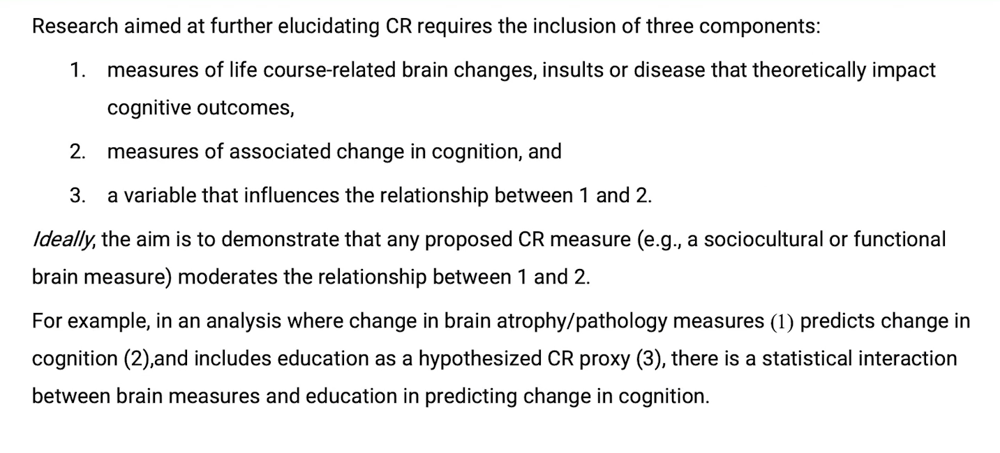 Research aimed at further elucidating CR requires the inclusion of three components:
1. measures of life course-related brain changes, insults or disease that theoretically impact
cognitive outcomes,
2. measures of associated change in cognition, and
3. a variable that influences the relationship between 1 and 2.
Ideally, the aim is to demonstrate that any proposed CR measure (e.g., a sociocultural or functional
brain measure) moderates the relationship between 1 and 2.
For example, in an analysis where change in brain atrophy/pathology measures (1) predicts change in
cognition (2),and includes education as a hypothesized CR proxy (3), there is a statistical interaction
between brain measures and education in predicting change in cognition.